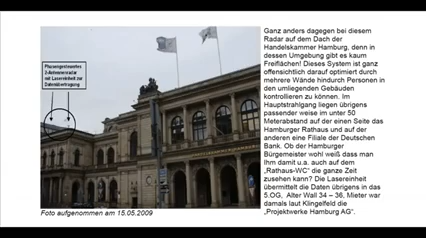 Phasengesteuertes
2-Antennenradar
mit Lasereinheit zur
Datenübertragung
Foto aufgenommen am 15.05.2009
Ganz anders dagegen bei diesem
Radar auf dem Dach der
Handelskammer Hamburg, denn in
dessen Umgebung gibt es kaum
Freiflächen! Dieses System ist ganz
offensichtlich darauf optimiert durch
mehrere Wände hindurch Personen in
den umliegenden Gebäuden
kontrollieren zu können. Im
Hauptstrahlgang liegen übrigens
passender weise im unter 50
Meterabstand auf der einen Seite das
Hamburger Rathaus und auf der
anderen eine Filiale der Deutschen
Bank. Ob der Hamburger
Bürgermeister wohl weiß dass man
Ihm damit u.a. auch auf dem
„Rathaus-WC“ die ganze Zeit
zusehen kann? Die Lasereinheit
übermittelt die Daten übrigens in das
5.OG, Alter Wall 34 – 36, Mieter war
damals laut Klingelfeld die
„Projektwerke Hamburg AG“.